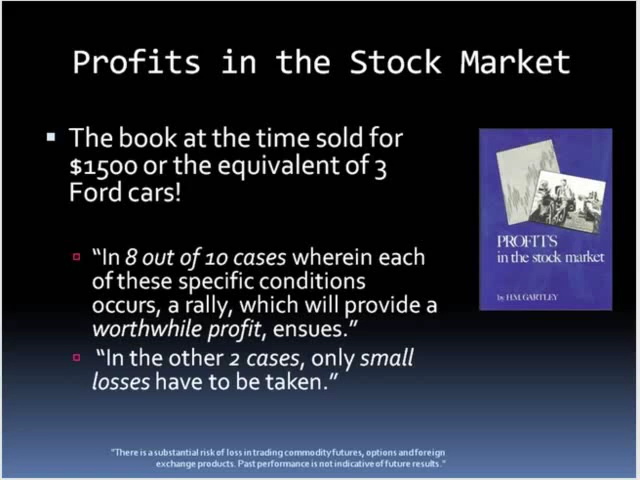 Profits in the Stock Market
The book at the time sold for
$1500 or the equivalent of 3
Ford cars!
“In 8 out of 10 cases wherein each
of these specific conditions
occurs, a rally, which will provide a
worthwhile profit, ensues.”
“In the other 2 cases, only small
losses have to be taken.”
PROFITS
in the stock market
by H.M. GARTLEY
“There is a substantial risk of loss in trading commodity futures, options and foreign
exchange products. Past performance is not indicative of future results.”